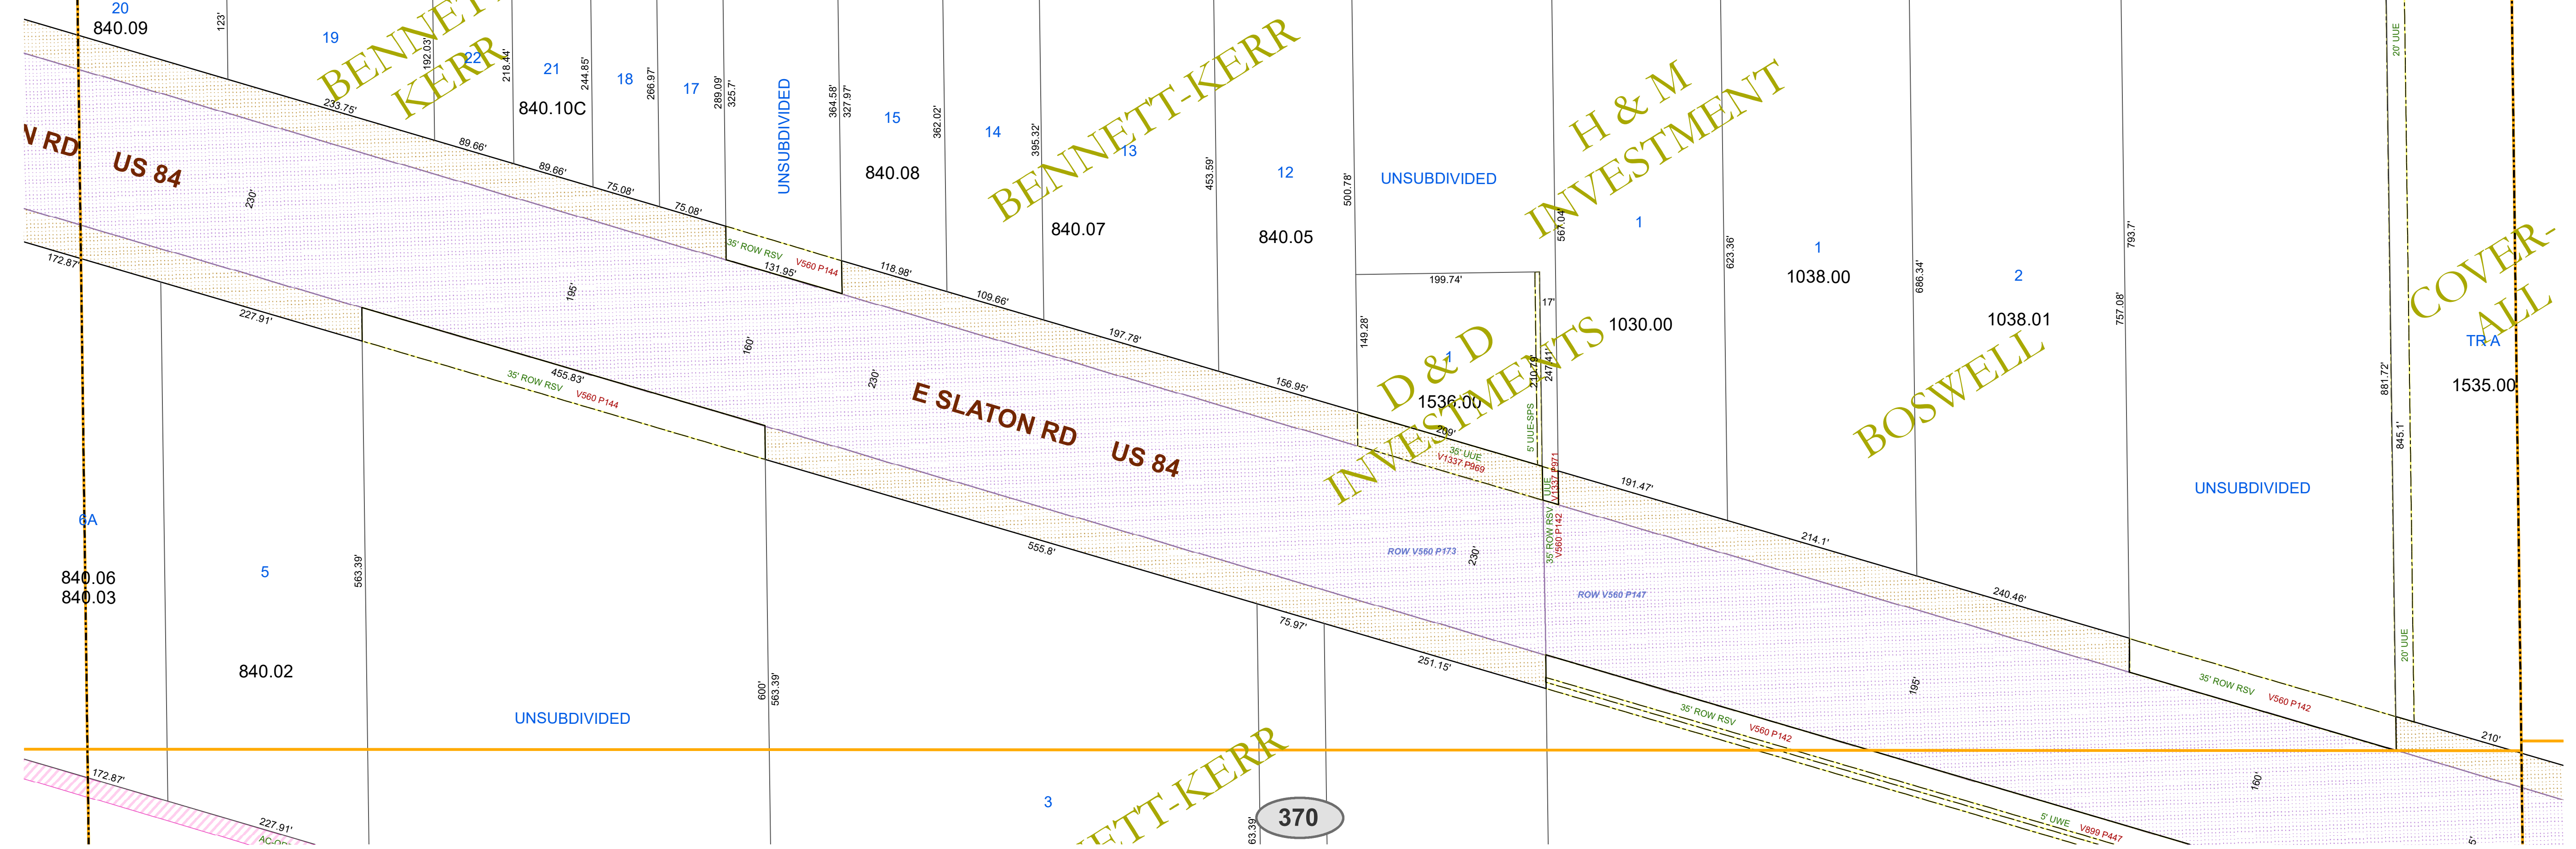 20
840.09
123'
19
BENNETT-
KERR
192.03'
22
218.44'
21
840.10C
244.85'
18
266.97'
17
289.09'
325.7'
UNSUBDIVIDED
364.58'
327.97'
15
840.08
362.02'
14
395.32'
BENNETT-KERR
13
840.07
453.59'
12
840.05
500.78'
UNSUBDIVIDED
H & M
INVESTMENT
567.04'
1
1030.00
623.36'
1
1038.00
686.34'
2
1038.01
793.7'
757.08'
BOSWELL
881.72'
845.1'
20' UUE
COVER-
ALL
TR A
1535.00
UNSUBDIVIDED
20' UUE
233.75'
89.66'
89.66'
75.08'
75.08'
35' ROW RSV
V560 P144
131.95'
118.98'
109.66'
197.78'
156.95'
199.74'
17'
149.28'
1
D & D
INVESTMENTS
1536.00
210.79'
247.41'
5' UUE-SPS
209'
35' UUE
V1337 P969
UUE
V1337 P971
35' ROW RSV
V560 P142
191.47'
214.1'
240.46'
35' ROW RSV
V560 P142
210'
N RD
US 84
230'
195'
160'
230'
E SLATON RD
US 84
ROW V560 P173
230'
ROW V560 P147
195'
160'
172.87'
227.91'
455.83'
35' ROW RSV
V560 P144
555.8'
75.97'
251.15'
35' ROW RSV
V560 P142
5' UWE
V899 P447
6A
840.06
840.03
5
840.02
563.39'
UNSUBDIVIDED
600'
563.39'
3
ETT-KERR
63.39'
370
172.87'
227.91'
5'